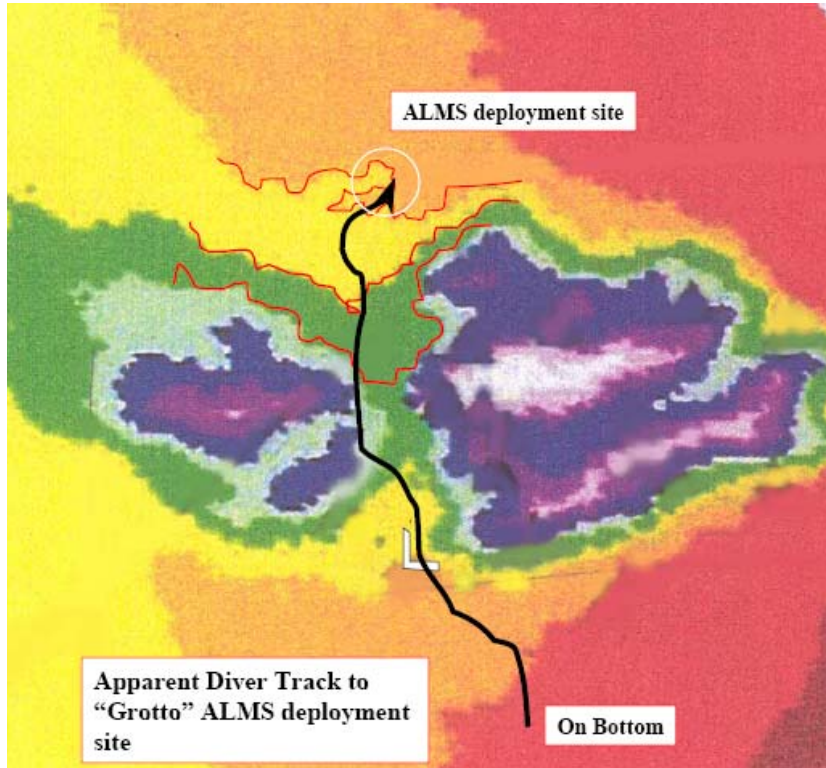 ALMS deployment site
Apparent Diver Track to
“Grotto” ALMS deployment
site
On Bottom